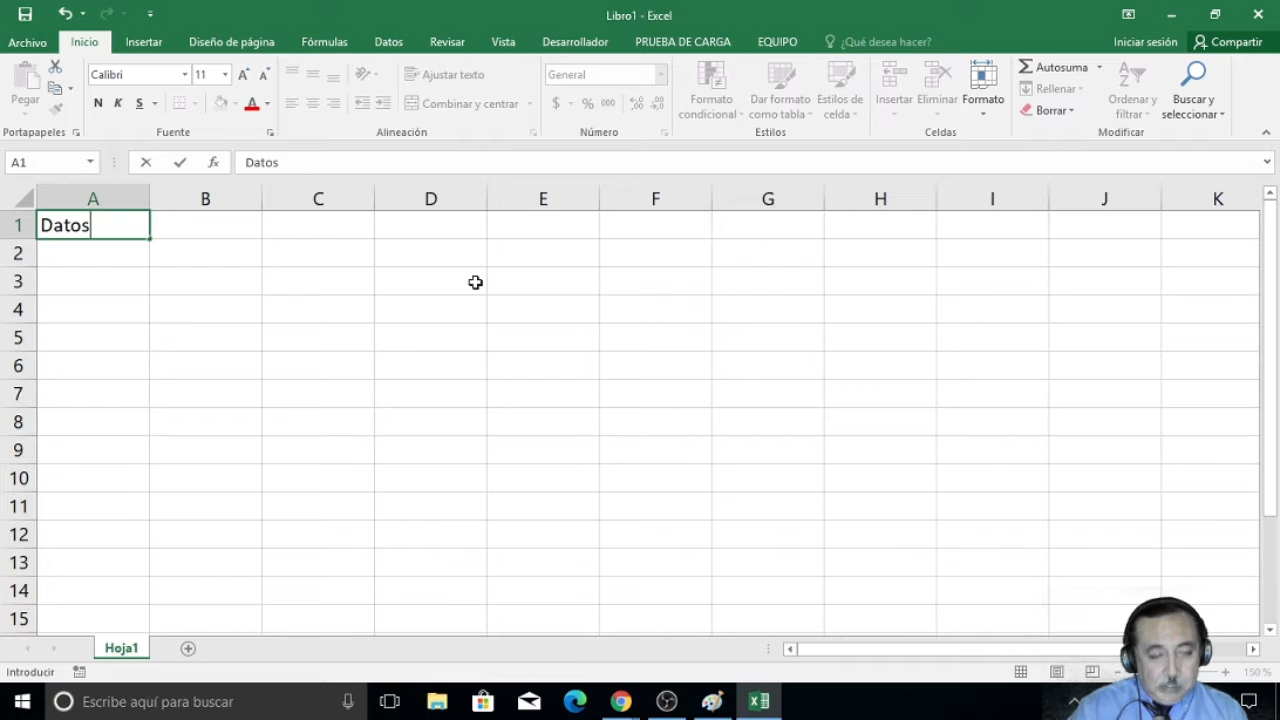 Libro1 - Excel
Archivo Inicio Insertar Diseño de página Fórmulas Datos Revisar Vista Desarrollador PRUEBA DE CARGA EQUIPO ¿Qué desea hacer? Iniciar sesión Compartir
Pegar
Calibri 11
N K S
A A
Ajustar texto
Combinar y centrar
General
$ % 000
Formato condicional
Dar formato como tabla
Estilos de celda
Insertar Eliminar Formato
Autosuma
Rellenar
Borrar
Ordenar y filtrar
Buscar y seleccionar
Portapapeles Fuente Alineación Número Estilos Celdas Modificar
A1 fx Datos
A B C D E F G H I J K
1 Datos
2
3
4
5
6
7
8
9
10
11
12
13
14
15
Hoja1
Introducir 150 %
Escribe aquí para buscar